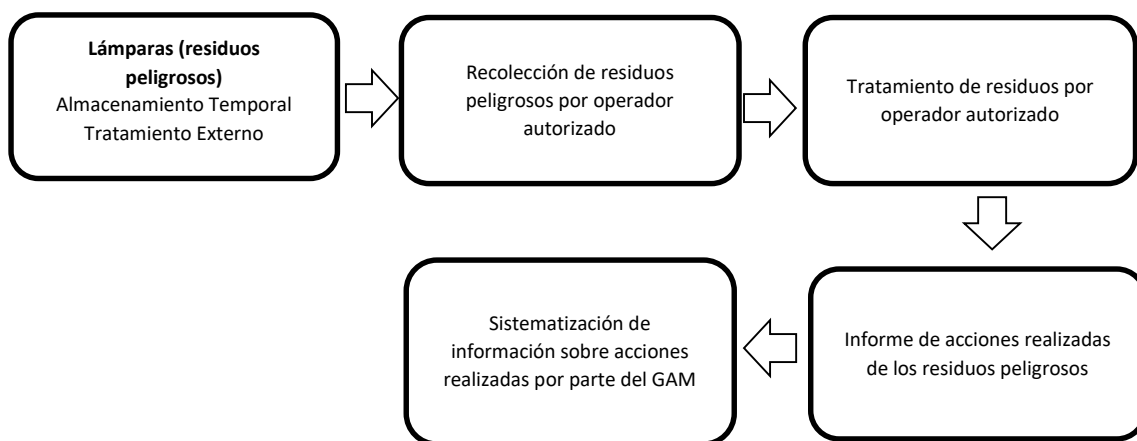 Lámparas (residuos
peligrosos)
Almacenamiento Temporal
Tratamiento Externo
Recolección de residuos
peligrosos por operador
autorizado
Tratamiento de residuos por
operador autorizado
Informe de acciones realizadas
de los residuos peligrosos
Sistematización de
información sobre acciones
realizadas por parte del GAM